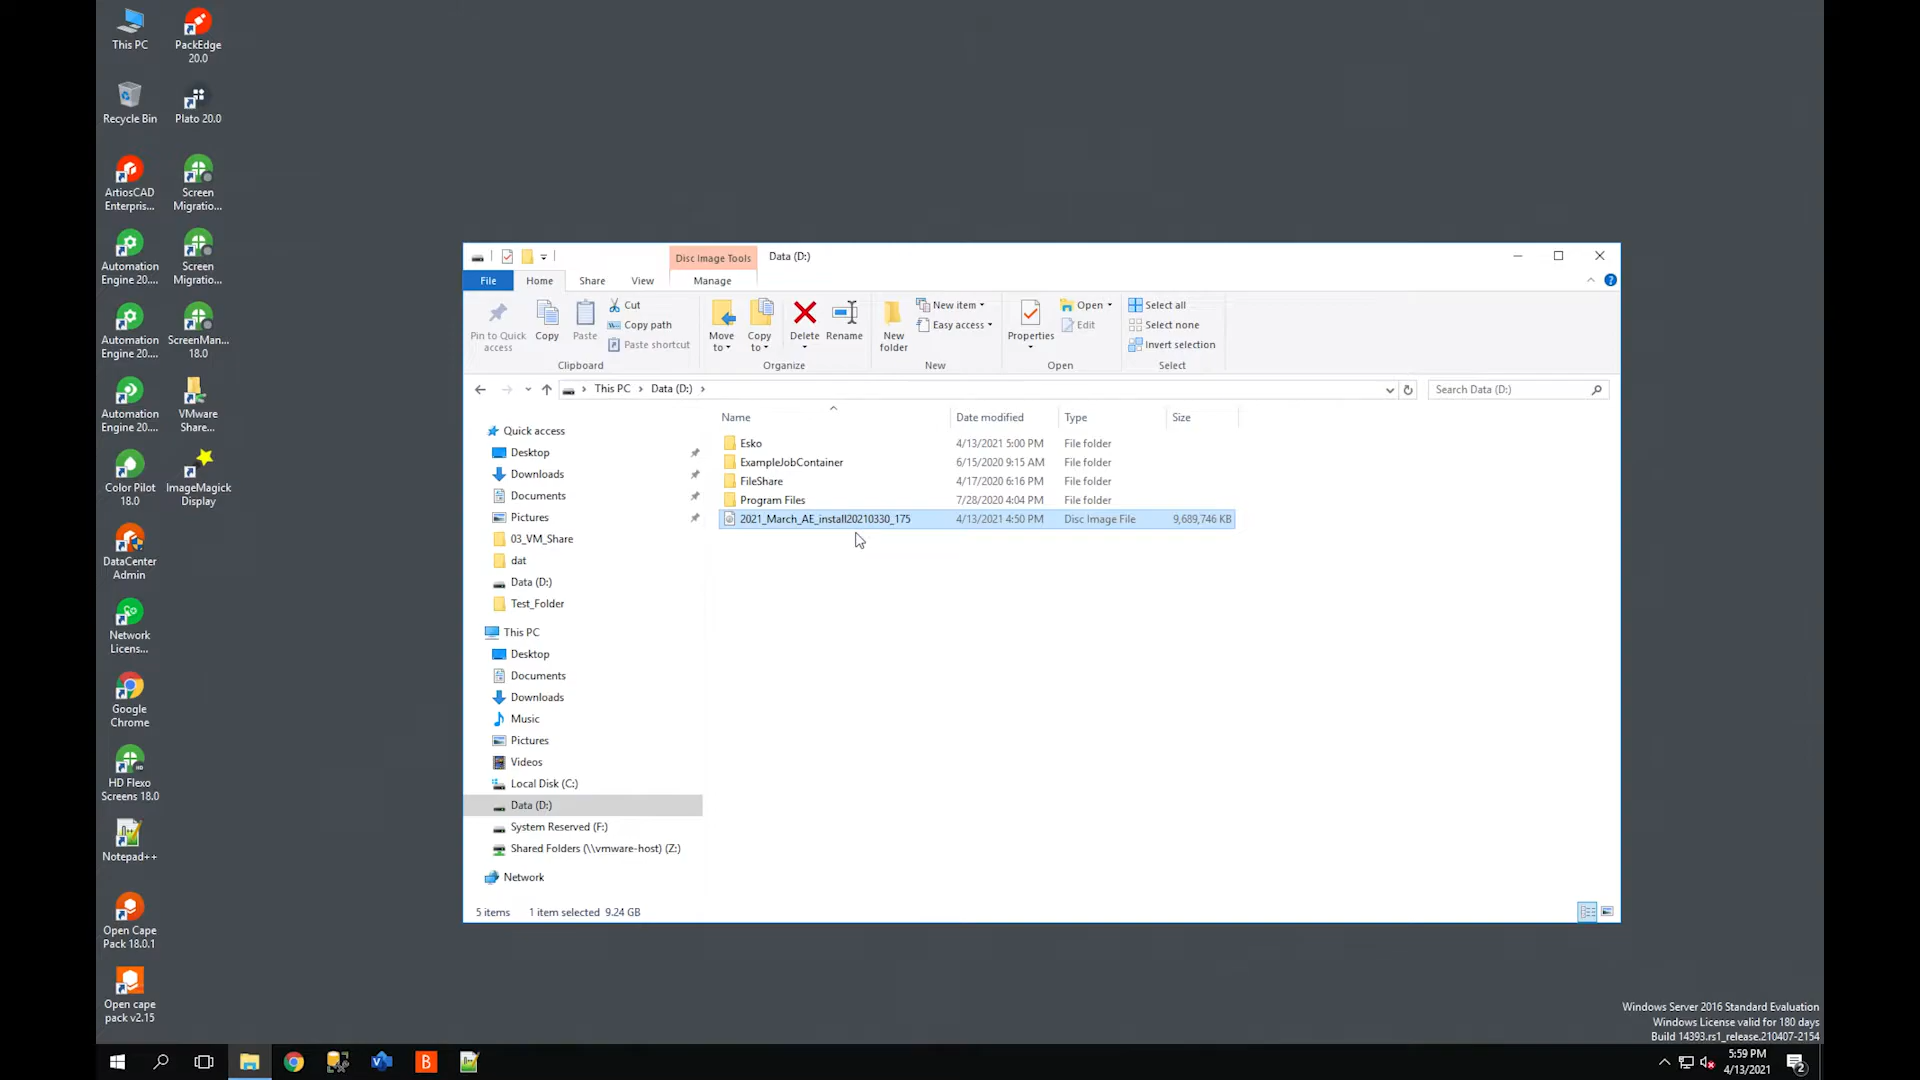 This PC
PackEdge
20.0
Recycle Bin
Plato 20.0
ArtiosCAD
Enterpris...
Screen
Migratio...
Automation
Engine 20....
Screen
Migratio...
Automation
Engine 20....
ScreenMan...
18.0
Automation
Engine 20....
VMware
Share...
Color Pilot
18.0
ImageMagick
Display
DataCenter
Admin
Network
Licens...
Google
Chrome
HD
HD Flexo
Screens 18.0
Notepad++
Open Cape
Pack 18.0.1
Open cape
pack v2.15
Disc Image Tools
Data (D:)
File
Home
Share
View
Manage
Pin to Quick
access
Copy
Paste
Cut
Copy path
Paste shortcut
Clipboard
Move
to
Copy
to
Delete
Rename
Organize
New
folder
New item
Easy access
New
Properties
Open
Edit
Open
Select all
Select none
Invert selection
Select
This PC
Data (D:)
Search Data (D:)
Quick access
Desktop
Downloads
Documents
Pictures
03_VM_Share
dat
Data (D:)
Test_Folder
This PC
Desktop
Documents
Downloads
Music
Pictures
Videos
Local Disk (C:)
Data (D:)
System Reserved (F:)
Shared Folders (\\vmware-host) (Z:)
Network
Name Date modified Type Size
Esko 4/13/2021 5:00 PM File folder
ExampleJobContainer 6/15/2020 9:15 AM File folder
FileShare 4/17/2020 6:16 PM File folder
Program Files 7/28/2020 4:04 PM File folder
2021_March_AE_install20210330_175 4/13/2021 4:50 PM Disc Image File 9,689,746 KB
5 items 1 item selected 9.24 GB
Windows Server 2016 Standard Evaluation
Windows License valid for 180 days
Build 14393.rs1_release.210407-2154
B
5:59 PM
4/13/2021
2